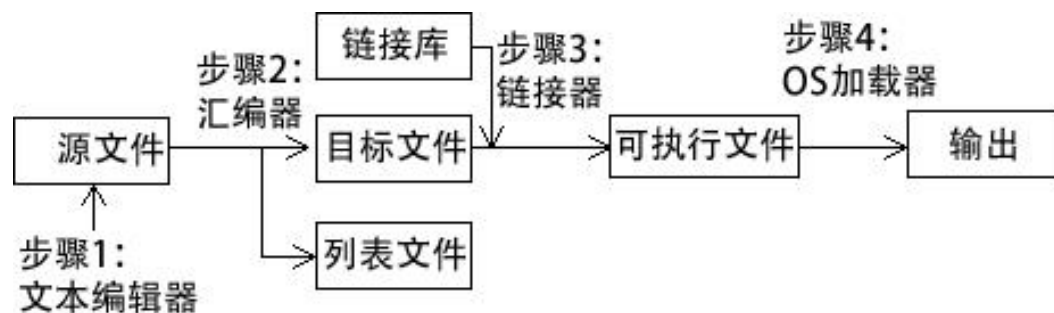 链接库
步骤2：
汇编器
步骤3：
链接器
步骤4：
OS加载器
源文件
目标文件
可执行文件
输出
步骤1：
文本编辑器
列表文件